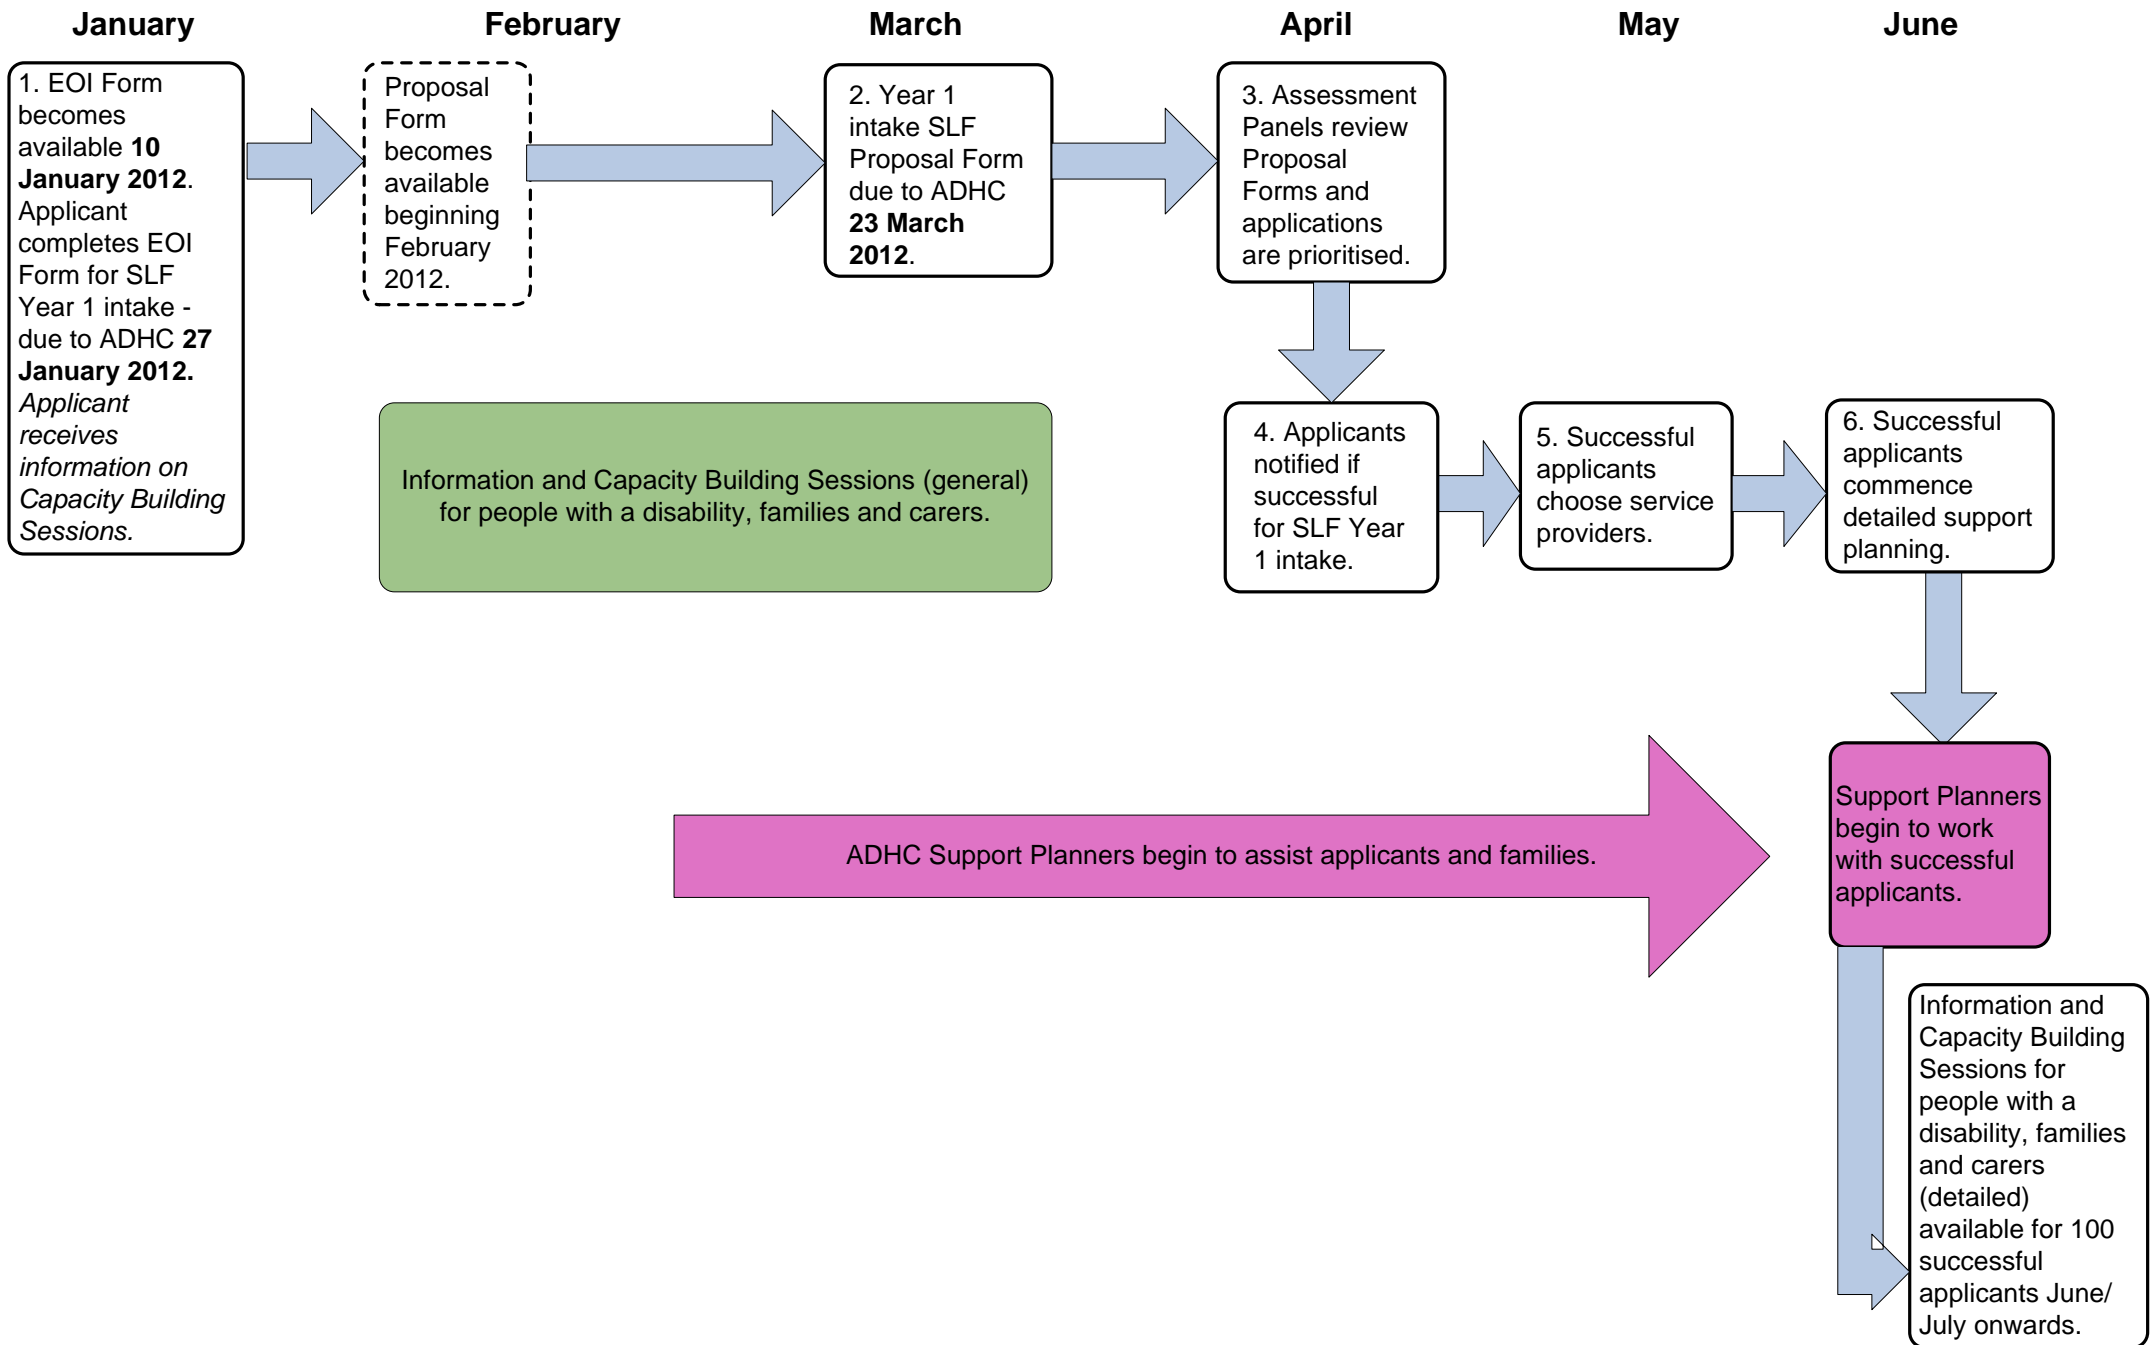 January
February
March
April
May
June
1. EOI Form
becomes
available 10
January 2012.
Applicant
completes EOI
Form for SLF
Year 1 intake -
due to ADHC 27
January 2012.
Applicant
receives
information on
Capacity Building
Sessions.
Proposal
Form
becomes
available
beginning
February
2012.
2. Year 1
intake SLF
Proposal Form
due to ADHC
23 March
2012.
3. Assessment
Panels review
Proposal
Forms and
applications
are prioritised.
Information and Capacity Building Sessions (general)
for people with a disability, families and carers.
4. Applicants
notified if
successful
for SLF Year
1 intake.
5. Successful
applicants
choose service
providers.
6. Successful
applicants
commence
detailed support
planning.
ADHC Support Planners begin to assist applicants and families.
Support Planners
begin to work
with successful
applicants.
Information and
Capacity Building
Sessions for
people with a
disability, families
and carers
(detailed)
available for 100
successful
applicants June/
July onwards.